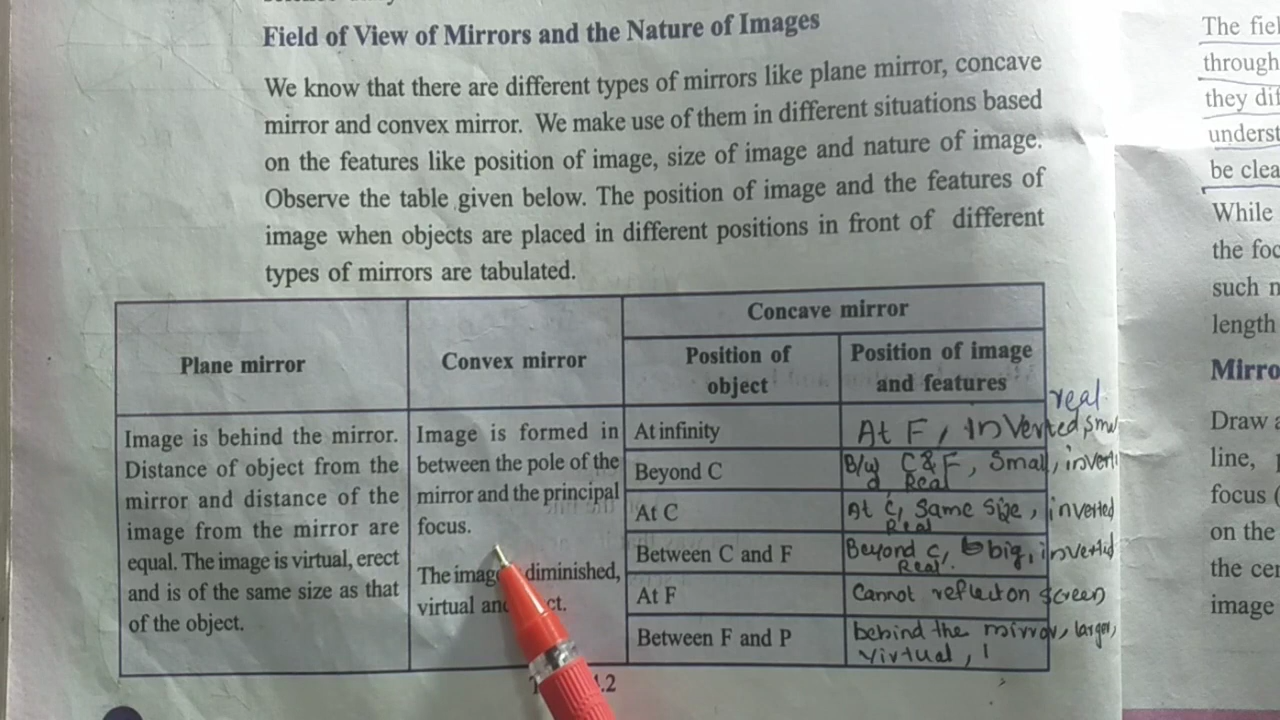 Field of View of Mirrors and the Nature of Images
We know that there are different types of mirrors like plane mirror, concave
mirror and convex mirror. We make use of them in different situations based
on the features like position of image, size of image and nature of image.
Observe the table given below. The position of image and the features of
image when objects are placed in different positions in front of different
types of mirrors are tabulated.
Plane mirror
Convex mirror
Concave mirror
Position of
object
Position of image
and features
Image is behind the mirror.
Distance of object from the
mirror and distance of the
image from the mirror are
equal. The image is virtual, erect
and is of the same size as that
of the object.
Image is formed in
between the pole of the
mirror and the principal
focus.
The image diminished,
virtual and ct.
At infinity
real
At F, Inverted, sm
Beyond C
B/w C & F, Small, inverti
Real
At C
At C, Same size, inverted
Real
Between C and F
Beyond C, big, inverted
Real.
At F
Cannot reflect on screen
Between F and P
behind the mirror, larger,
virtual, I
.2
The fiel
through
they dif
underst
be clea
While
the foc
such n
length
Mirro
Draw a
line,
focus (
on the
the cer
image